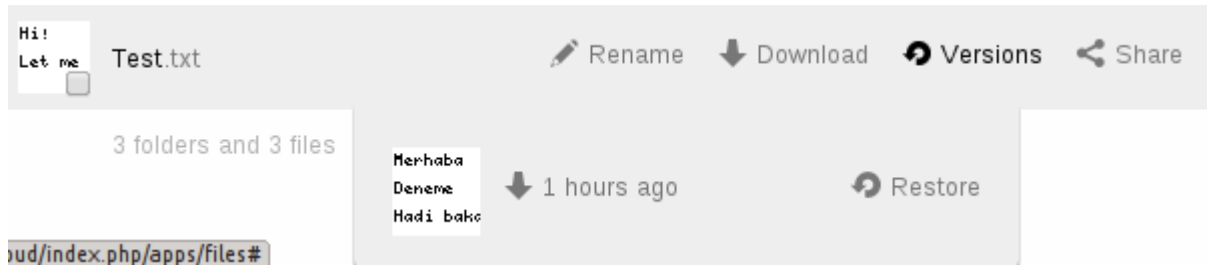 Hi!
Let me
Test.txt
Rename
Download
Versions
Share
3 folders and 3 files
Merhaba
Deneme
Hadi
1 hours ago
Restore
oud/index.php/apps/files#